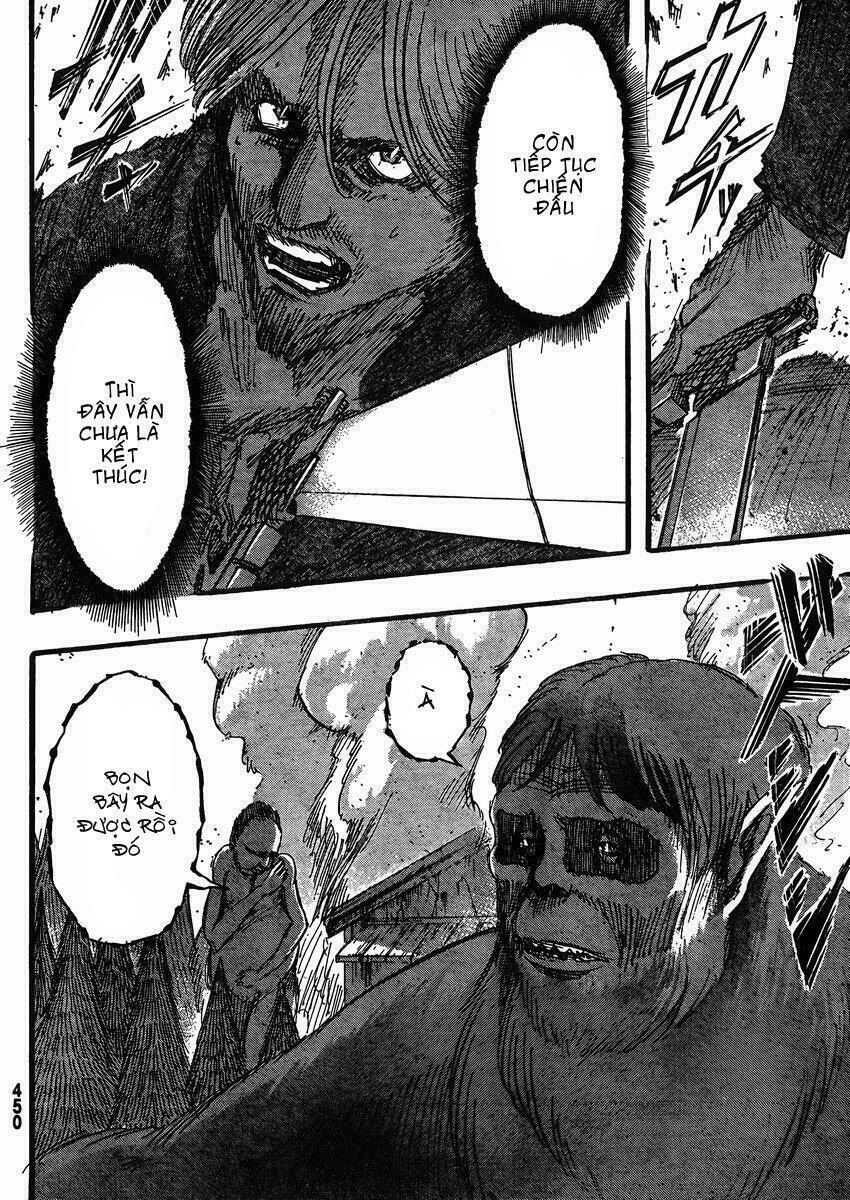 CÒN
TIẾP TỤC
CHIẾN
ĐẤU
THÌ
ĐÂY VẪN
CHƯA LÀ
KẾT
THÚC!
À
BỌN
BÂY RA
ĐƯỢC RỒI
ĐÓ
450